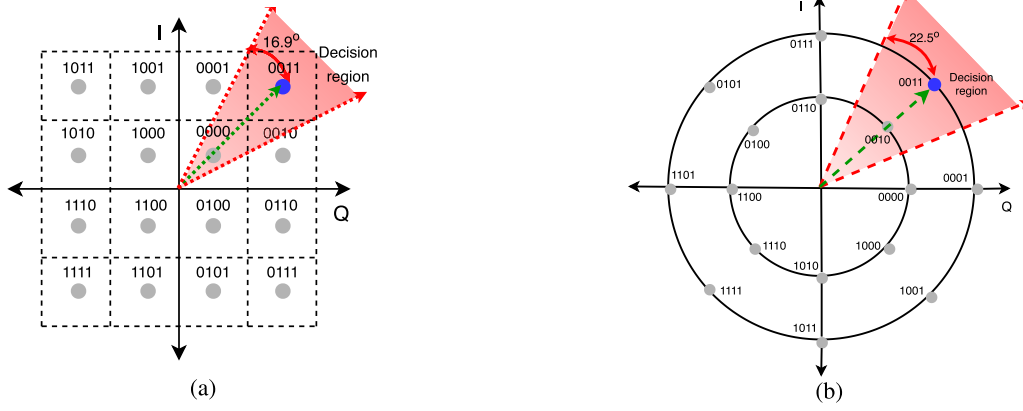 I
16.9°
Decision
region
1011 1001 0001 0011
1010 1000 0000 0010
Q
1110 1100 0100 0110
1111 1101 0101 0111
(a)
I
0111
22.5°
0101
0011
Decision
region
0110
0100
0010
1101
1100
0000
0001
Q
1110
1000
1010
1111
1001
1011
(b)